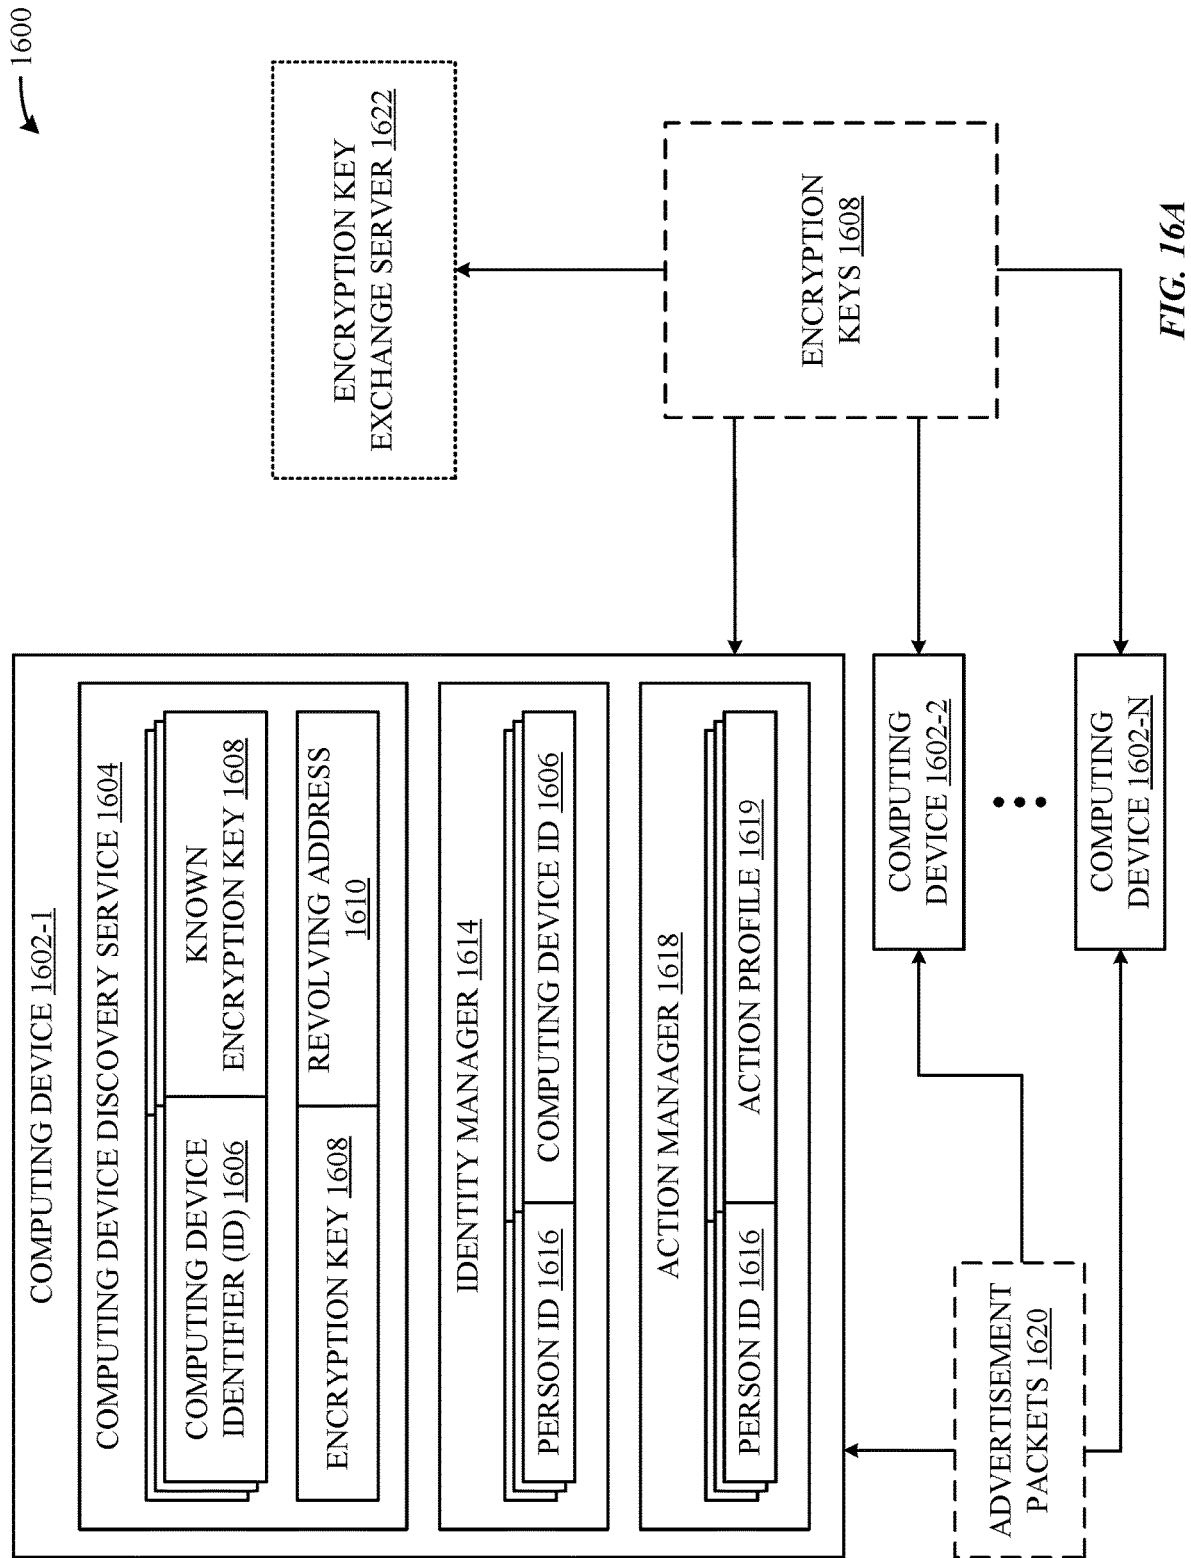 1600
COMPUTING DEVICE 1602-1
COMPUTING DEVICE DISCOVERY SERVICE 1604
COMPUTING DEVICE
IDENTIFIER (ID) 1606
KNOWN
ENCRYPTION KEY 1608
ENCRYPTION KEY 1608
REVOLVING ADDRESS
1610
IDENTITY MANAGER 1614
PERSON ID 1616
COMPUTING DEVICE ID 1606
ACTION MANAGER 1618
PERSON ID 1616
ACTION PROFILE 1619
ENCRYPTION KEY
EXCHANGE SERVER 1622
ENCRYPTION
KEYS 1608
COMPUTING
DEVICE 1602-2
COMPUTING
DEVICE 1602-N
ADVERTISEMENT
PACKETS 1620
FIG. 16A